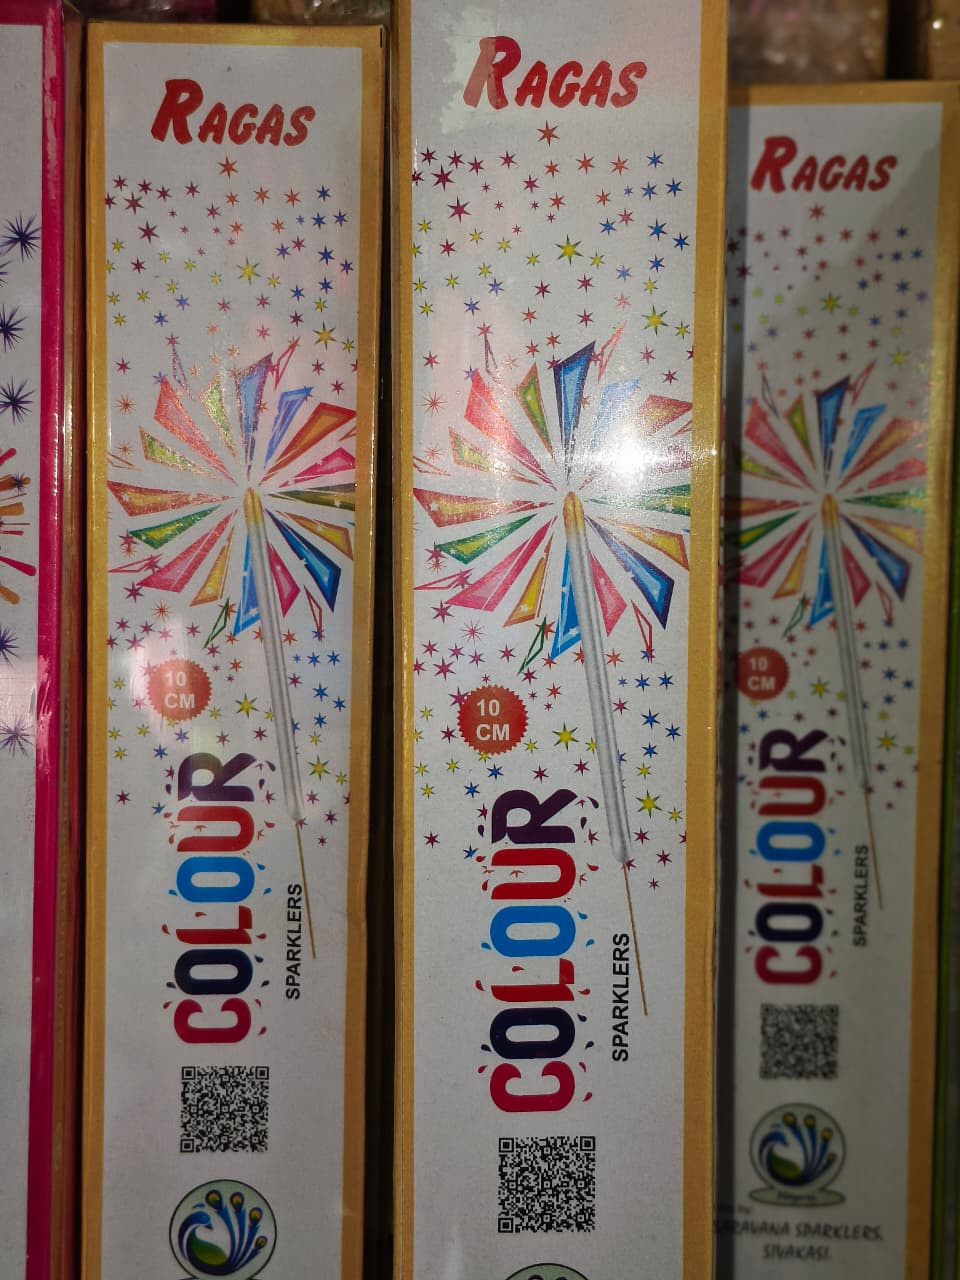 RAGAS
10
CM
COLOUR
SPARKLERS
RAGAS
10
CM
COLOUR
SPARKLERS
RAGAS
10
CM
COLOUR
SPARKLERS
SARAVANA SPARKLERS,
SIVAKASI.